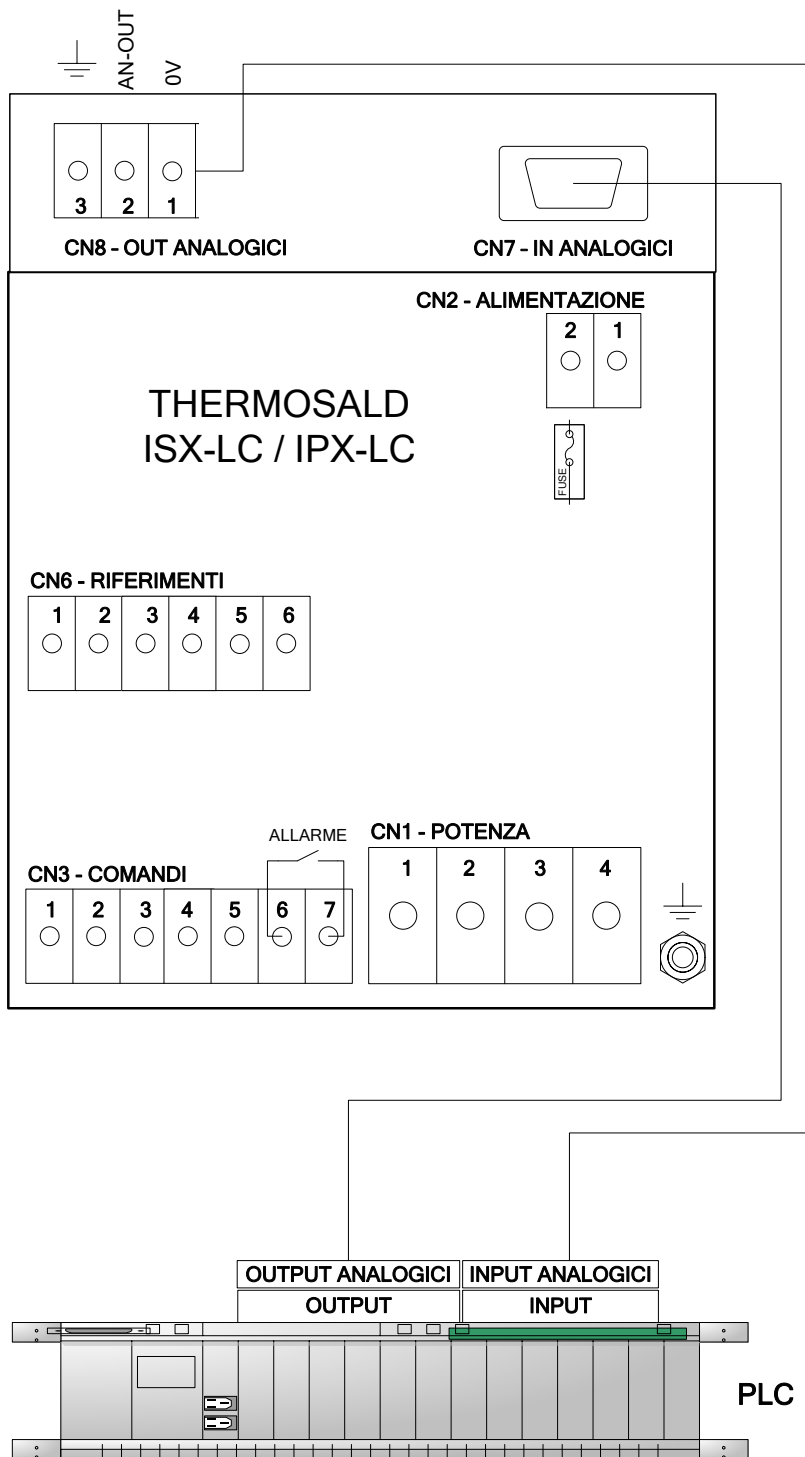 AN-OUT
0V
3 2 1
CN8 - OUT ANALOGICI
CN7 - IN ANALOGICI
CN2 - ALIMENTAZIONE
2 1
THERMOSALD
ISX-LC / IPX-LC
FUSE
CN6 - RIFERIMENTI
1 2 3 4 5 6
ALLARME
CN1 - POTENZA
1 2 3 4
CN3 - COMANDI
1 2 3 4 5 6 7
OUTPUT ANALOGICI
INPUT ANALOGICI
OUTPUT
INPUT
PLC